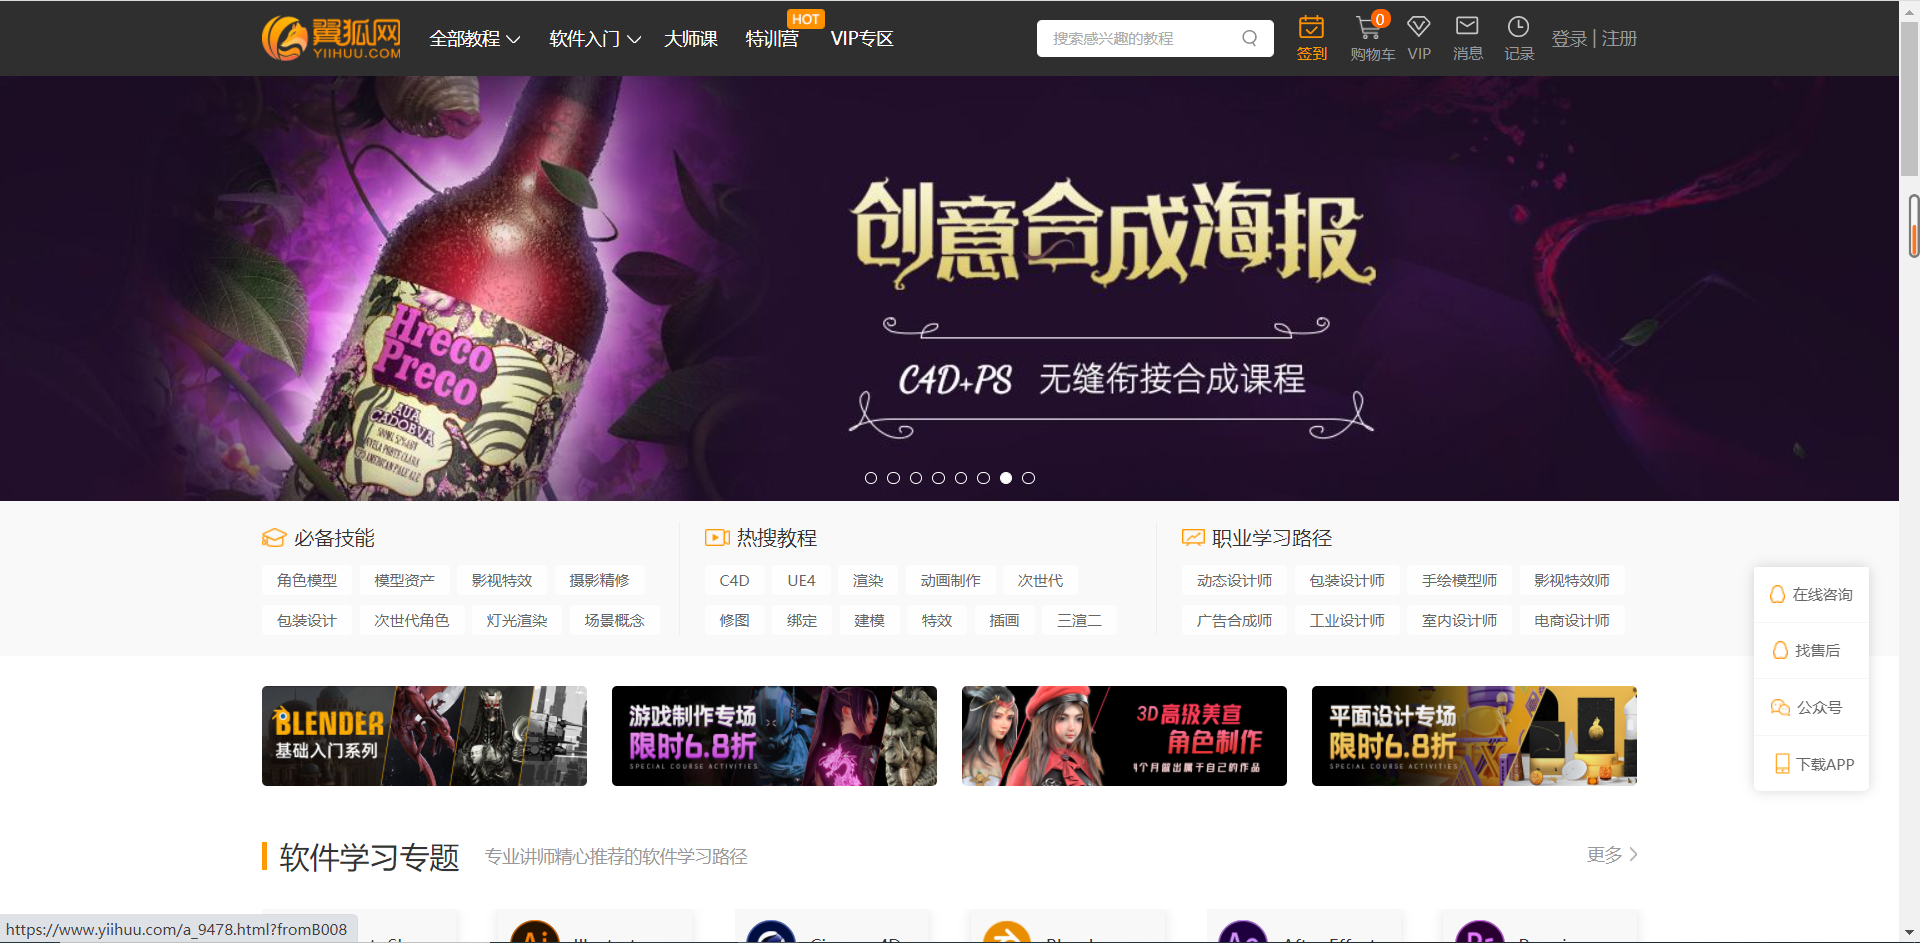 翼狐网
YIIHUU.COM
全部教程
软件入门
大师课
特训营
HOT
VIP专区
搜索感兴趣的教程
签到
0
购物车
VIP
消息
记录
登录 | 注册
创意合成海报
C4D+PS 无缝衔接合成课程
Hreco
Preco
AUA
CADOBVA
必备技能
角色模型 模型资产 影视特效 摄影精修
包装设计 次世代角色 灯光渲染 场景概念
热搜教程
C4D UE4 渲染 动画制作 次世代
修图 绑定 建模 特效 插画 三渲二
职业学习路径
动态设计师 包装设计师 手绘模型师 影视特效师
广告合成师 工业设计师 室内设计师 电商设计师
在线咨询
找售后
公众号
下载APP
BLENDER
基础入门系列
游戏制作专场
限时6.8折
SPECIAL COURSE ACTIVITIES
3D高级美宣
角色制作
4个月做出属于自己的作品
平面设计专场
限时6.8折
SPECIAL COURSE ACTIVITIES
软件学习专题 专业讲师精心推荐的软件学习路径
更多
https://www.yiihuu.com/a_9478.html?fromB008